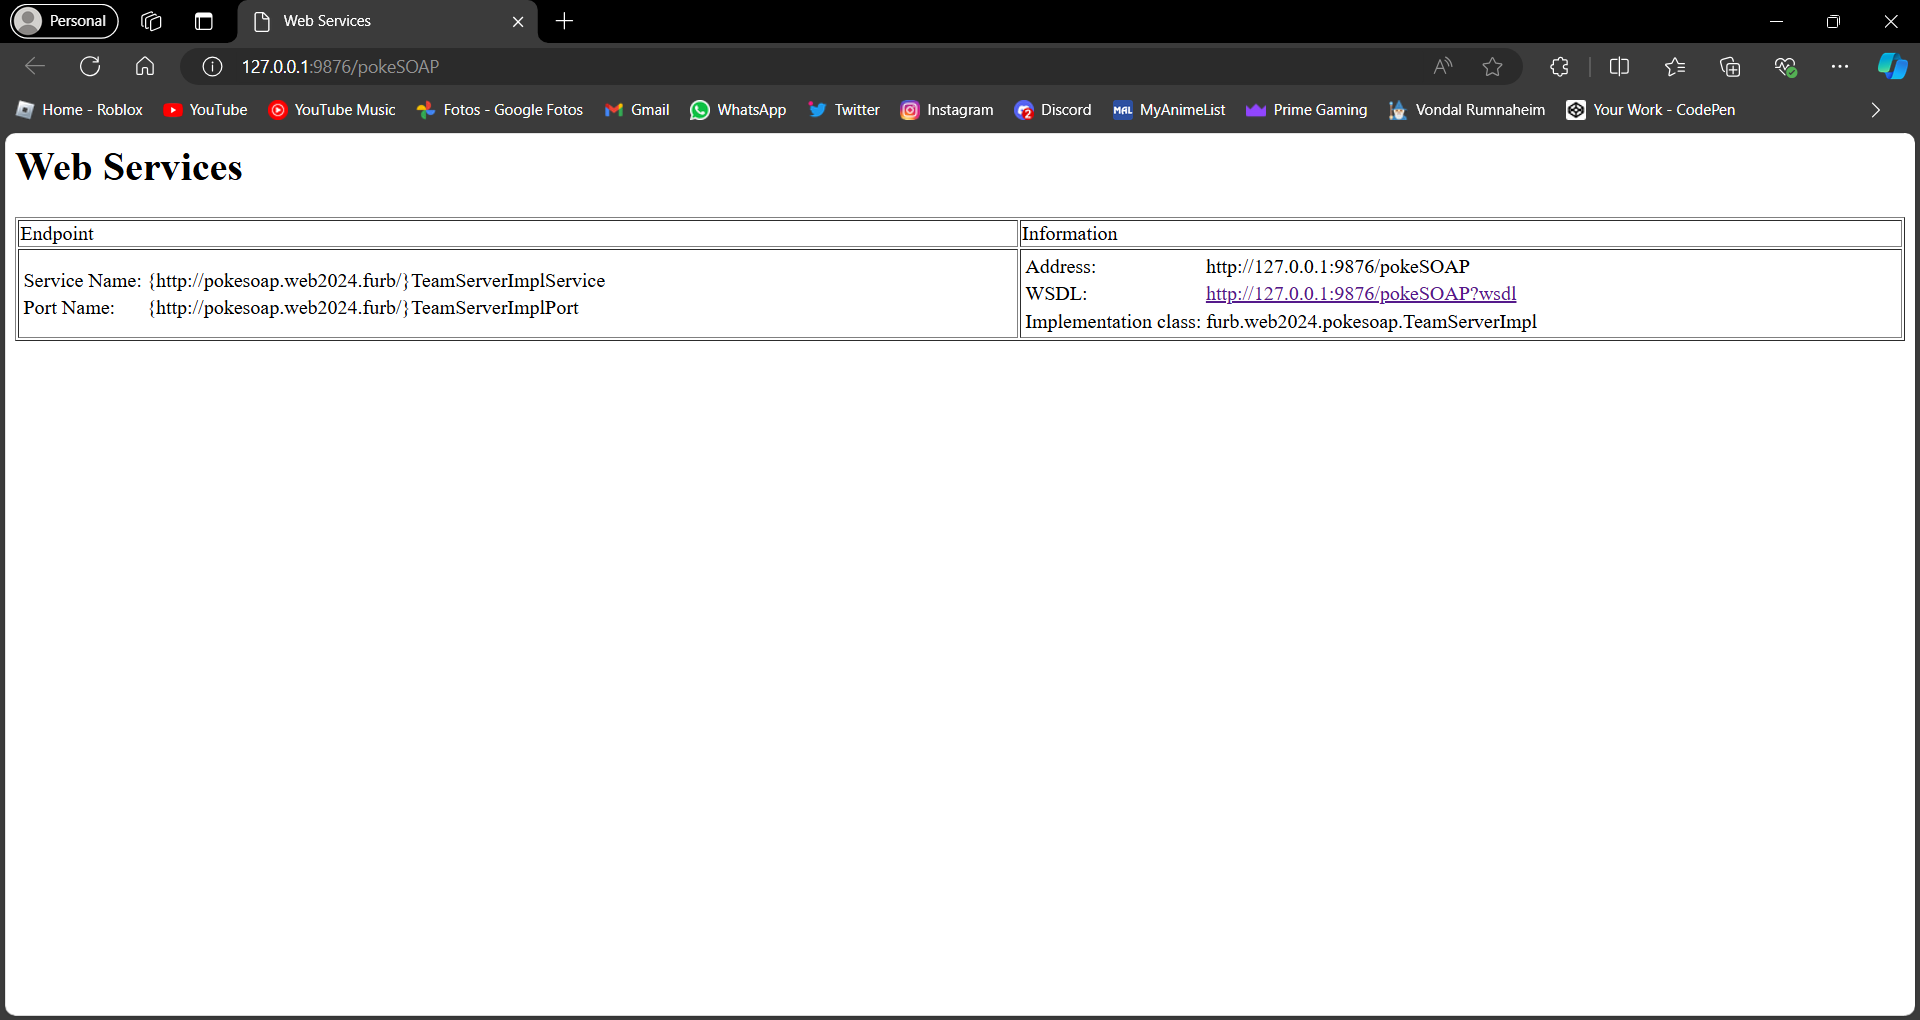 Personal
Web Services
127.0.0.1:9876/pokeSOAP
Home - Roblox
YouTube
YouTube Music
Fotos - Google Fotos
Gmail
WhatsApp
Twitter
Instagram
Discord
MAL MyAnimeList
Prime Gaming
Vondal Rumnaheim
Your Work - CodePen
Web Services
Endpoint
Information
Service Name: {http://pokesoap.web2024.furb/}TeamServerImplService
Port Name: {http://pokesoap.web2024.furb/}TeamServerImplPort
Address: http://127.0.0.1:9876/pokeSOAP
WSDL: http://127.0.0.1:9876/pokeSOAP?wsdl
Implementation class: furb.web2024.pokesoap.TeamServerImpl